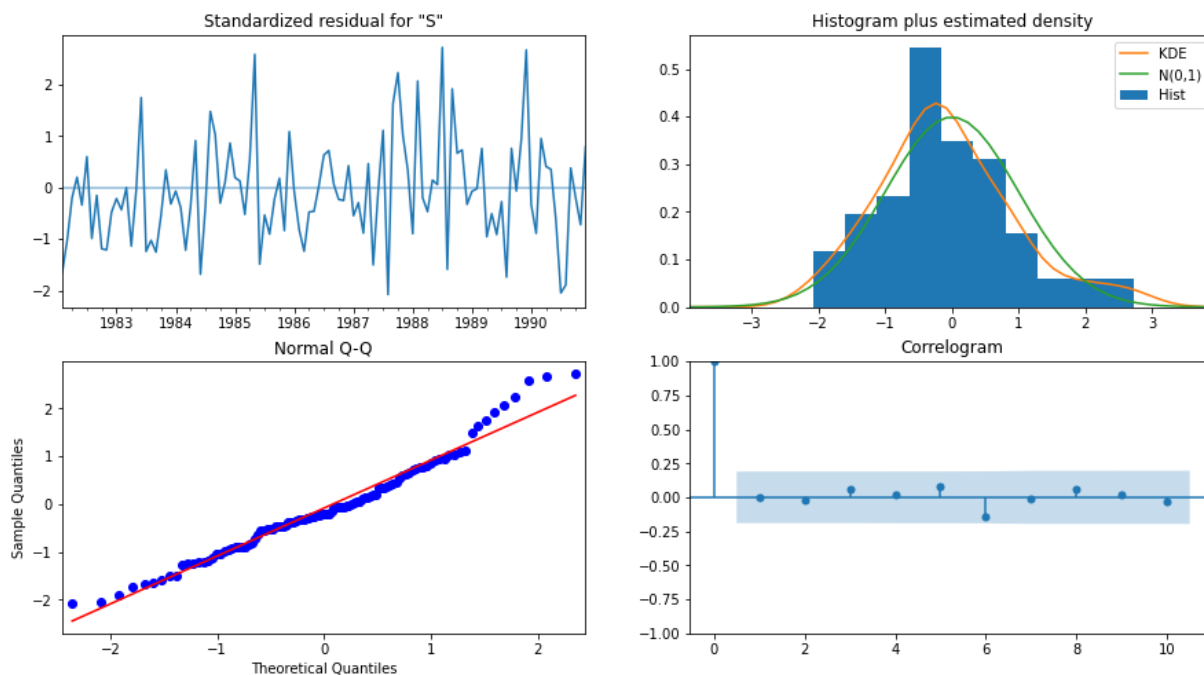 Standardized residual for "S"
2
1
0
−1
−2
1983 1984 1985 1986 1987 1988 1989 1990
Histogram plus estimated density
KDE
N(0,1)
Hist
0.5
0.4
0.3
0.2
0.1
0.0
−3 −2 −1 0 1 2 3
Normal Q-Q
Sample Quantiles
2
1
0
−1
−2
−2 −1 0 1 2
Theoretical Quantiles
Correlogram
1.00
0.75
0.50
0.25
0.00
−0.25
−0.50
−0.75
−1.00
0 2 4 6 8 10